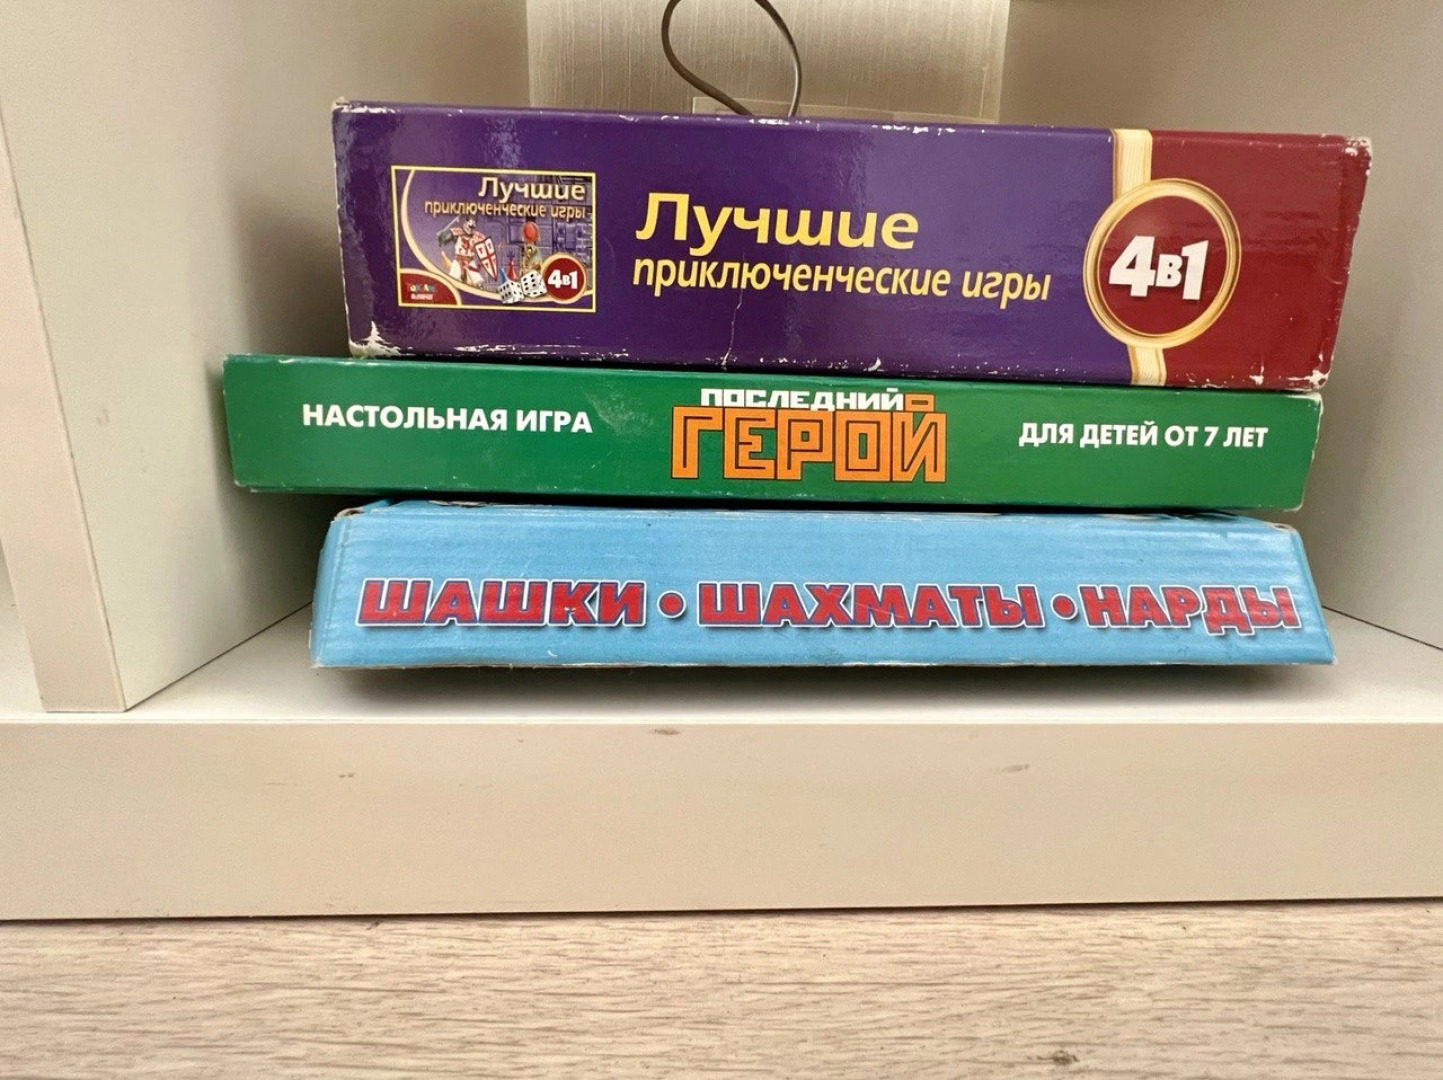 Лучшие
приключенческие игры
4в1
Лучшие
приключенческие игры
4в1
НАСТОЛЬНАЯ ИГРА
ПОСЛЕДНИЙ
ГЕРОЙ
ДЛЯ ДЕТЕЙ ОТ 7 ЛЕТ
ШАШКИ • ШАХМАТЫ • НАРДЫ